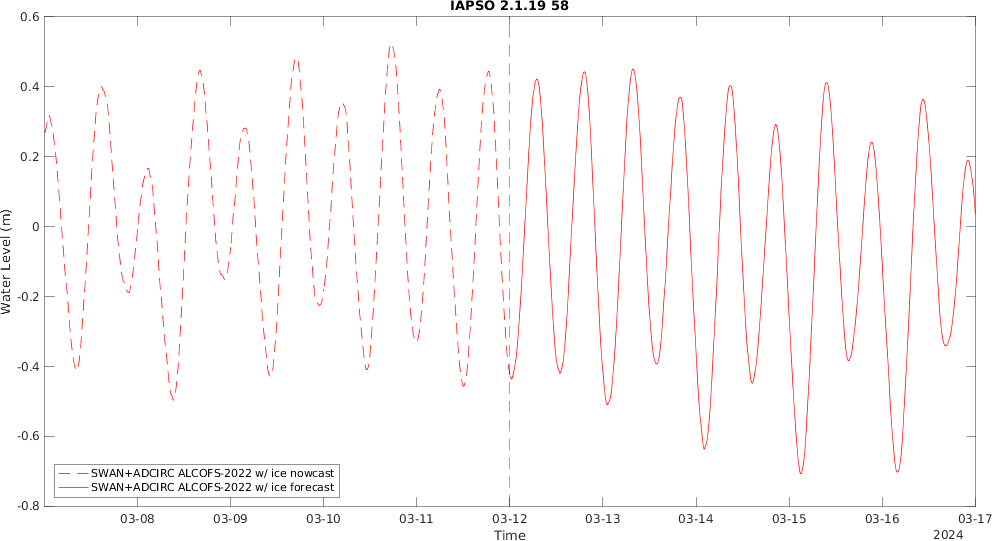 IAPSO 2.1.19 58
0.6
0.4
0.2
0
-0.2
-0.4
-0.6
-0.8
Water Level (m)
SWAN+ADCIRC ALCOFS-2022 w/ ice nowcast
SWAN+ADCIRC ALCOFS-2022 w/ ice forecast
03-08 03-09 03-10 03-11 03-12 03-13 03-14 03-15 03-16 03-17
Time
2024